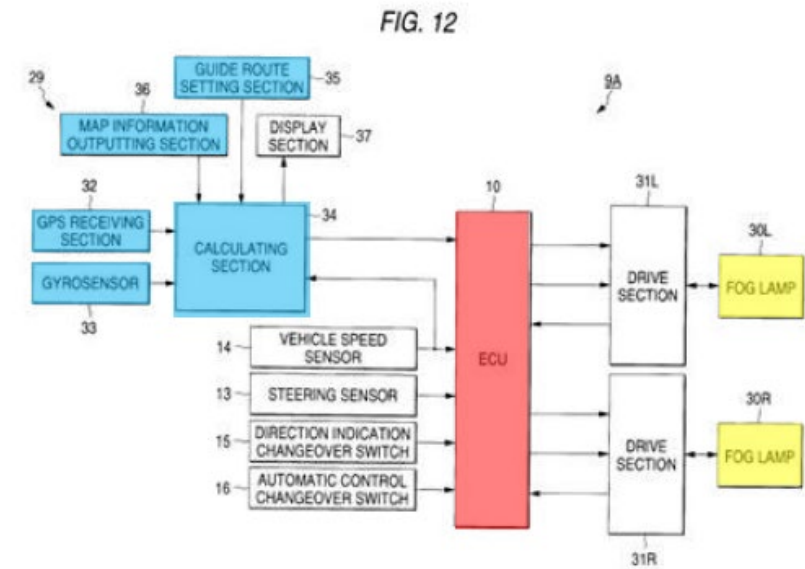 FIG. 12
GUIDE ROUTE
SETTING SECTION
35
29
36
9A
MAP INFORMATION
OUTPUTTING SECTION
DISPLAY
SECTION
37
32
34
10
31L
GPS RECEIVING
SECTION
CALCULATING
SECTION
30L
GYROSENSOR
33
DRIVE
SECTION
FOG LAMP
14
VEHICLE SPEED
SENSOR
ECU
13
STEERING SENSOR
30R
15
DIRECTION INDICATION
CHANGEOVER SWITCH
DRIVE
SECTION
FOG LAMP
16
AUTOMATIC CONTROL
CHANGEOVER SWITCH
31R